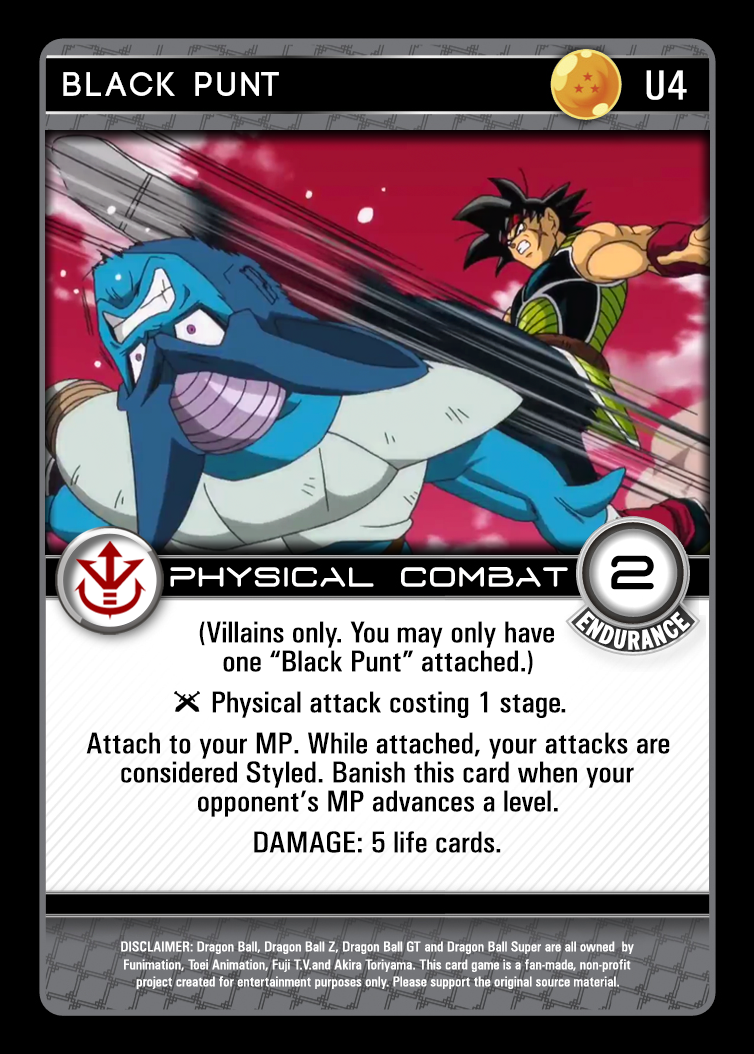 BLACK PUNT
U4
PHYSICAL COMBAT
2
ENDURANCE
(Villains only. You may only have
one “Black Punt” attached.)
Physical attack costing 1 stage.
Attach to your MP. While attached, your attacks are
considered Styled. Banish this card when your
opponent’s MP advances a level.
DAMAGE: 5 life cards.
DISCLAIMER: Dragon Ball, Dragon Ball Z, Dragon Ball GT and Dragon Ball Super are all owned by
Funimation, Toei Animation, Fuji T.V.and Akira Toriyama. This card game is a fan-made, non-profit
project created for entertainment purposes only. Please support the original source material.